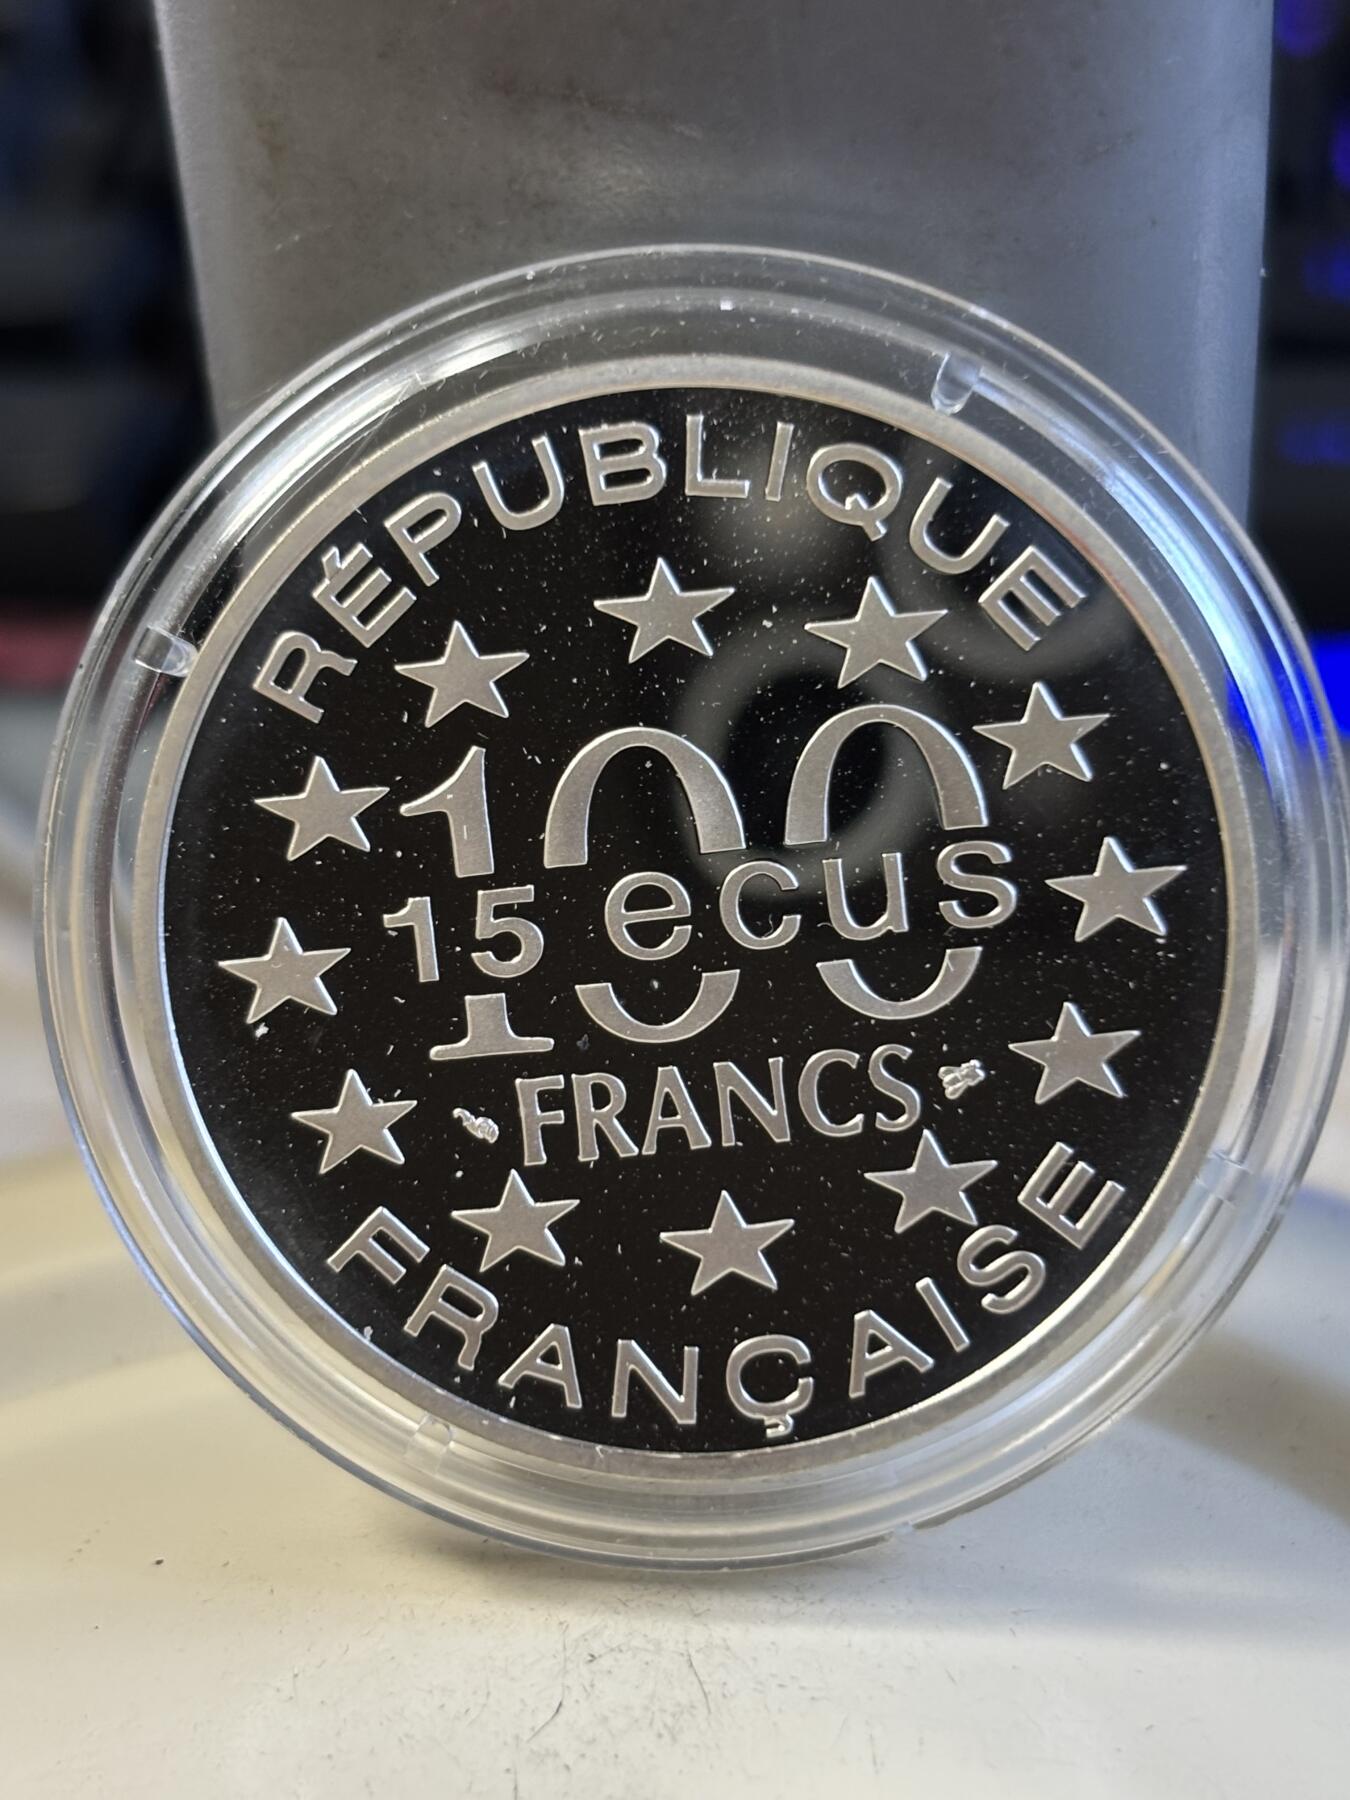 RÉPUBLIQUE
100
15 ecus
FRANCS
FRANÇAISE